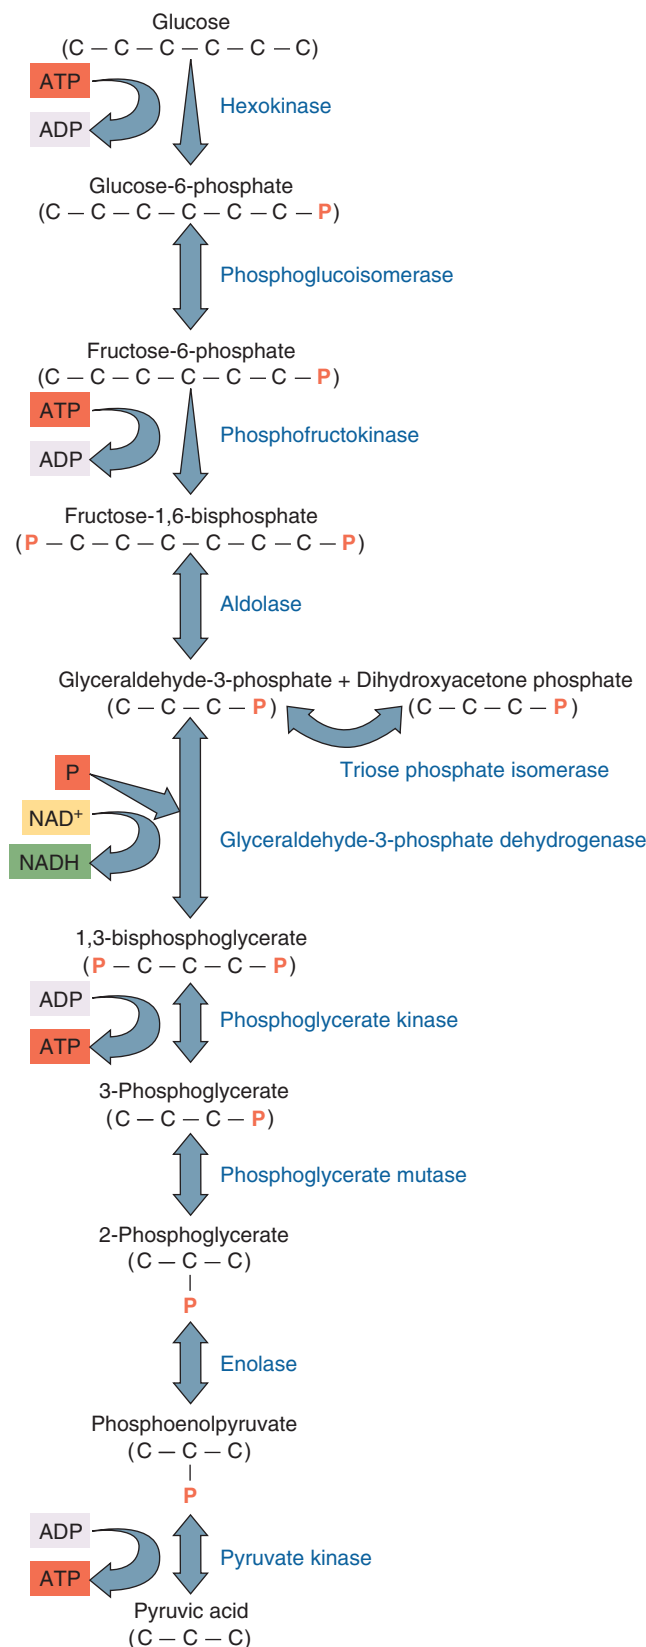 Glucose
(C — C — C — C — C — C)
ATP
ADP
Hexokinase
Glucose-6-phosphate
(C — C — C — C — C — C — P)
Phosphoglucoisomerase
Fructose-6-phosphate
(C — C — C — C — C — C — P)
ATP
ADP
Phosphofructokinase
Fructose-1,6-bisphosphate
(P — C — C — C — C — C — C — P)
Aldolase
Glyceraldehyde-3-phosphate + Dihydroxyacetone phosphate
(C — C — C — P) (C — C — C — P)
Triose phosphate isomerase
P
NAD⁺
NADH
Glyceraldehyde-3-phosphate dehydrogenase
1,3-bisphosphoglycerate
(P — C — C — C — P)
ADP
ATP
Phosphoglycerate kinase
3-Phosphoglycerate
(C — C — C — P)
Phosphoglycerate mutase
2-Phosphoglycerate
(C — C — C)
P
Enolase
Phosphoenolpyruvate
(C — C — C)
P
ADP
ATP
Pyruvate kinase
Pyruvic acid
(C — C — C)